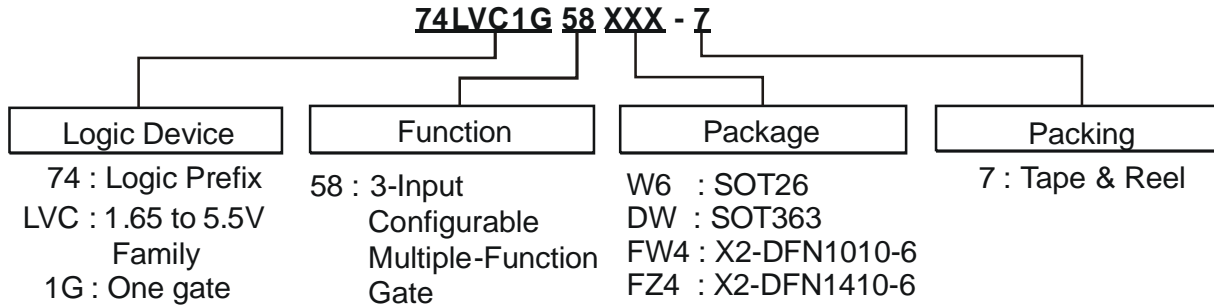 74LVC1G 58 XXX - 7
Logic Device
74 : Logic Prefix
LVC : 1.65 to 5.5V
Family
1G : One gate
Function
58 : 3-Input
Configurable
Multiple-Function
Gate
Package
W6 : SOT26
DW : SOT363
FW4 : X2-DFN1010-6
FZ4 : X2-DFN1410-6
Packing
7 : Tape & Reel